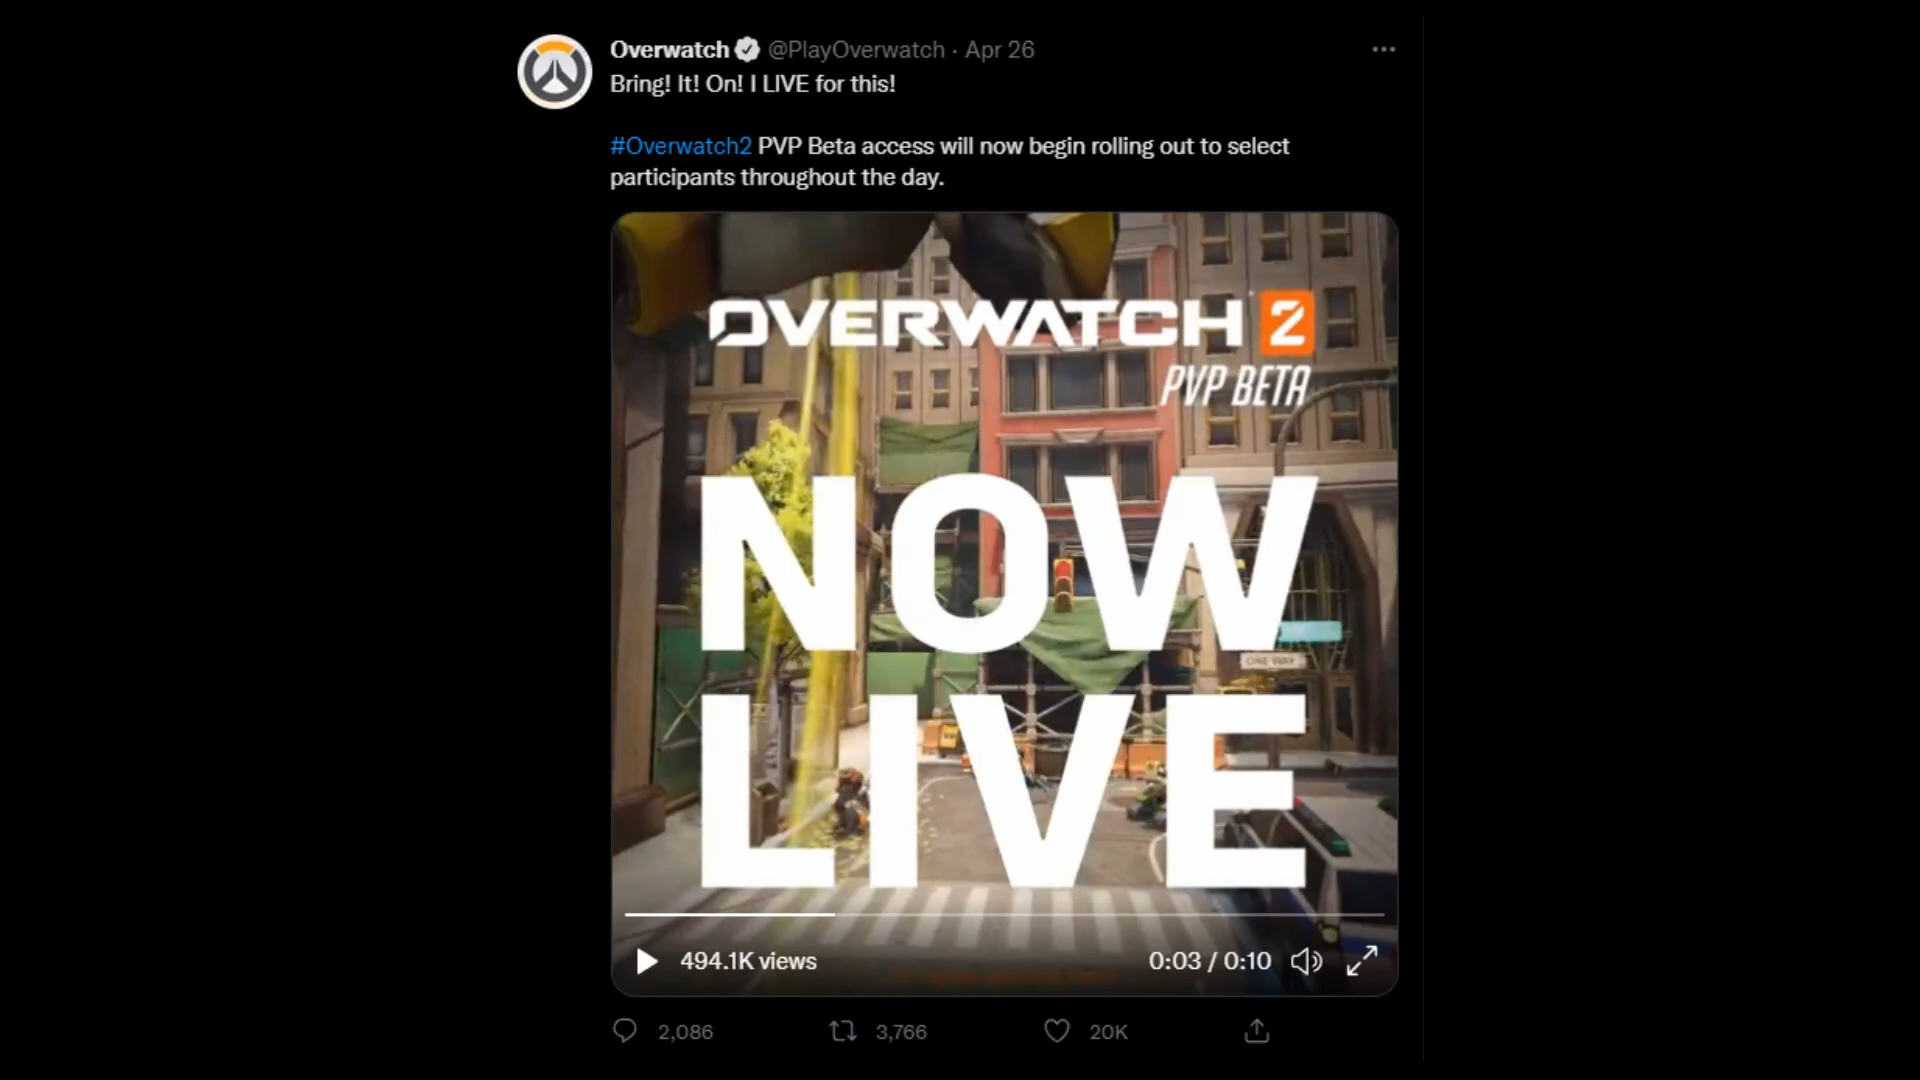 Overwatch @PlayOverwatch · Apr 26
Bring! It! On! I LIVE for this!
#Overwatch2 PVP Beta access will now begin rolling out to select
participants throughout the day.
OVERWATCH 2
PVP BETA
NOW
ONE WAY
LIVE
494.1K views 0:03 / 0:10
2,086 3,766 20K